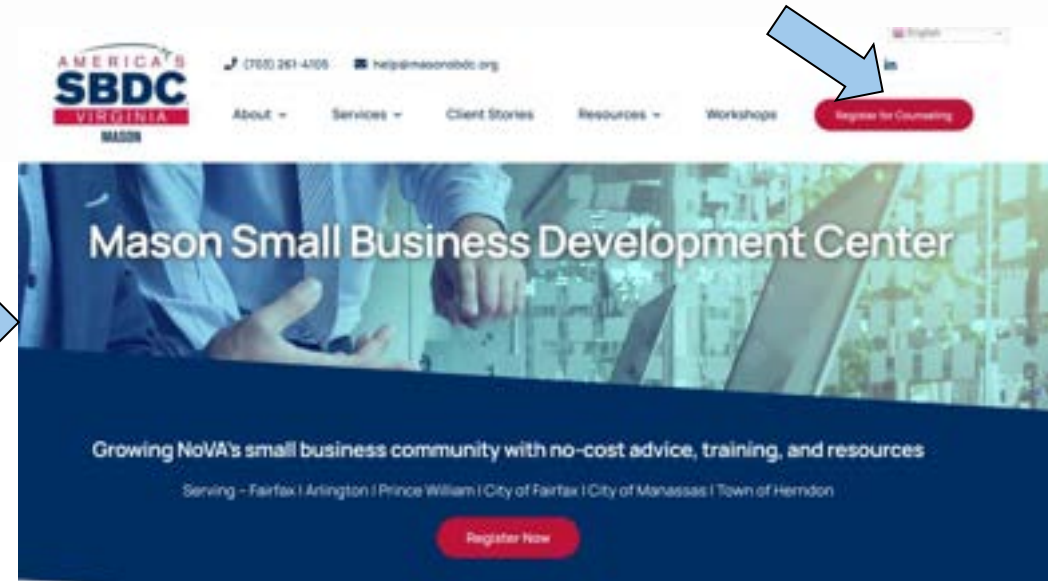 English
AMERICA'S
SBDC
VIRGINIA
MASON
(703) 261-4105 help@masonsbdc.org
in
About Services Client Stories Resources Workshops Register for Counseling
Mason Small Business Development Center
Growing NoVA's small business community with no-cost advice, training, and resources
Serving – Fairfax | Arlington | Prince William | City of Fairfax | City of Manassas | Town of Herndon
Register Now